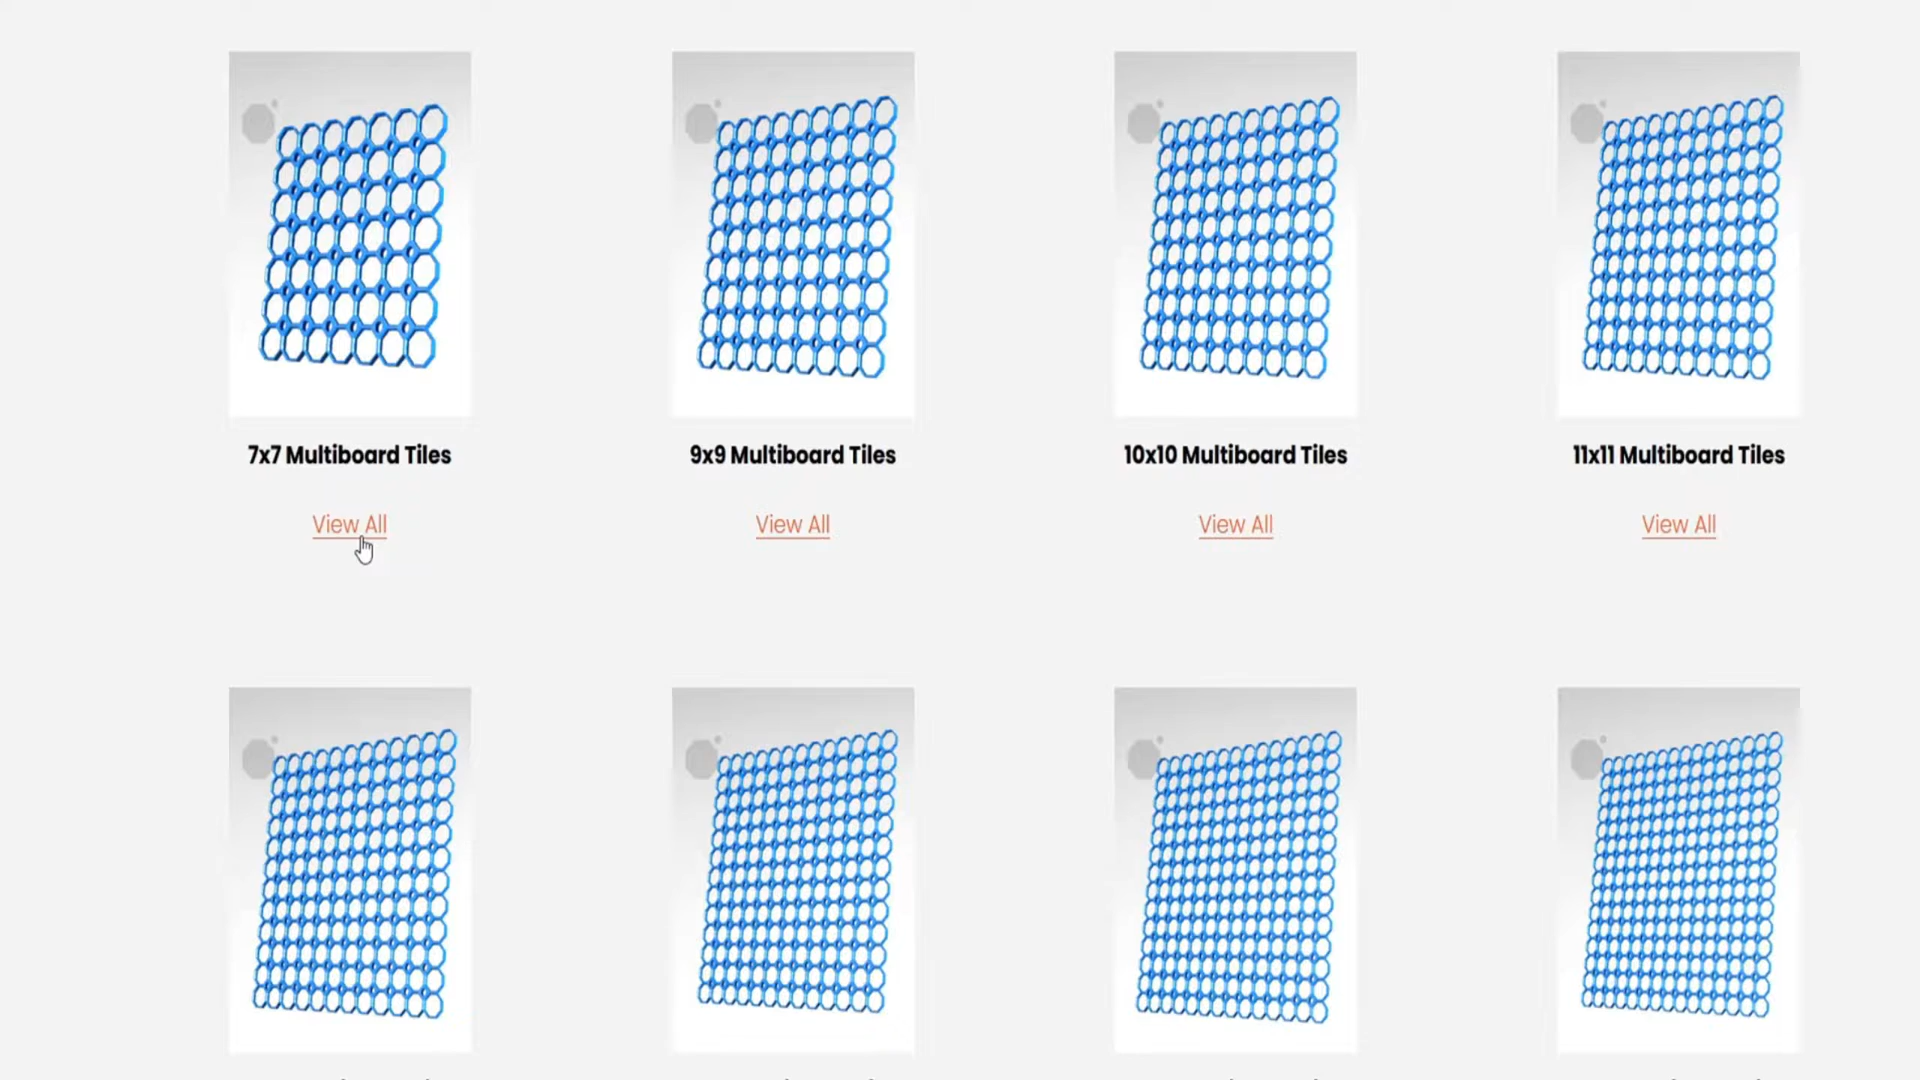 7x7 Multiboard Tiles
9x9 Multiboard Tiles
10x10 Multiboard Tiles
11x11 Multiboard Tiles
View All
View All
View All
View All